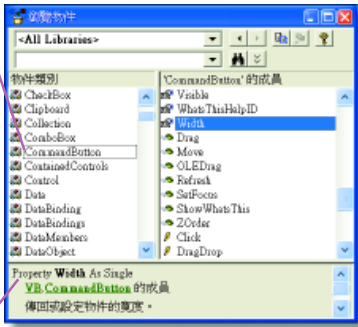 瀏覽物件
<All Libraries>
物件類別
'CommandButton' 的成員
CheckBox
Clipboard
Collection
ComboBox
CommandButton
ContainedControls
Control
Data
DataBinding
DataBindings
DataMembers
DataObject
Visible
WhatsThisHelpID
Width
Drag
Move
OLEDrag
Refresh
SetFocus
ShowWhatsThis
ZOrder
Click
DragDrop
Property Width As Single
VB.CommandButton 的成員
傳回或設定物件的寬度。